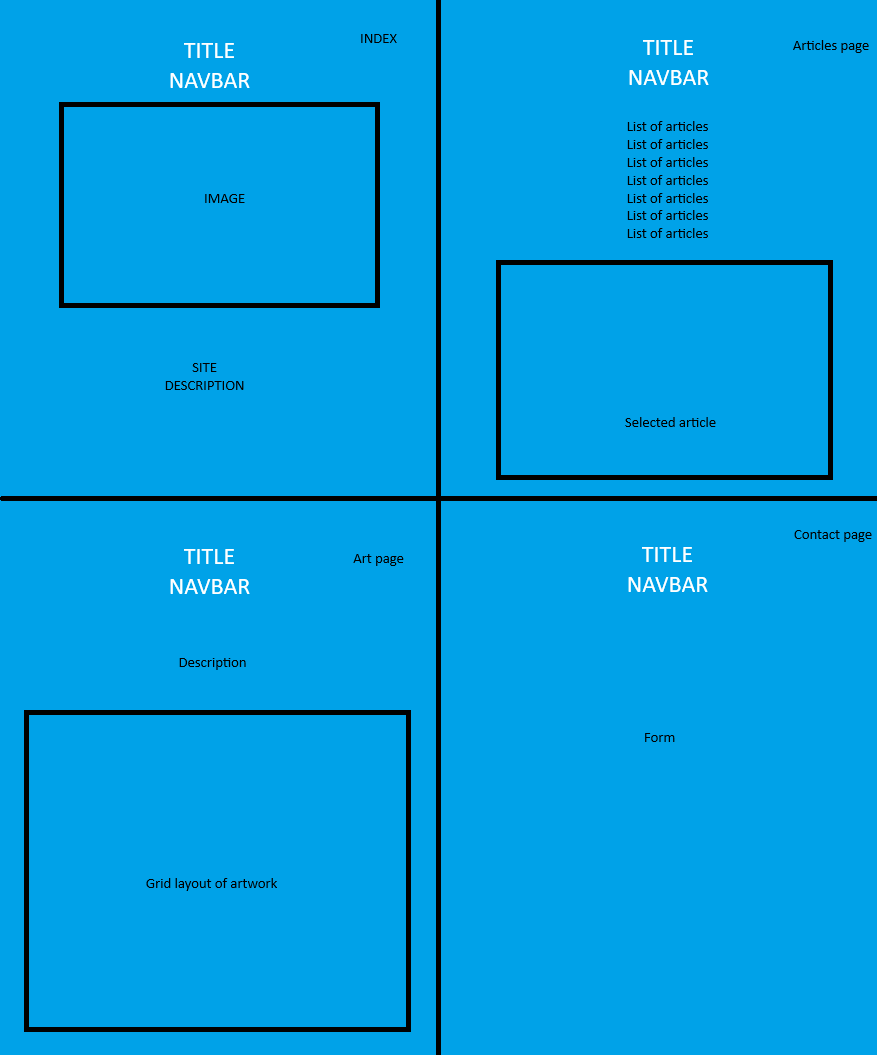 INDEX
TITLE
NAVBAR
IMAGE
SITE
DESCRIPTION
Articles page
TITLE
NAVBAR
List of articles
List of articles
List of articles
List of articles
List of articles
List of articles
List of articles
Selected article
Art page
TITLE
NAVBAR
Description
Grid layout of artwork
Contact page
TITLE
NAVBAR
Form